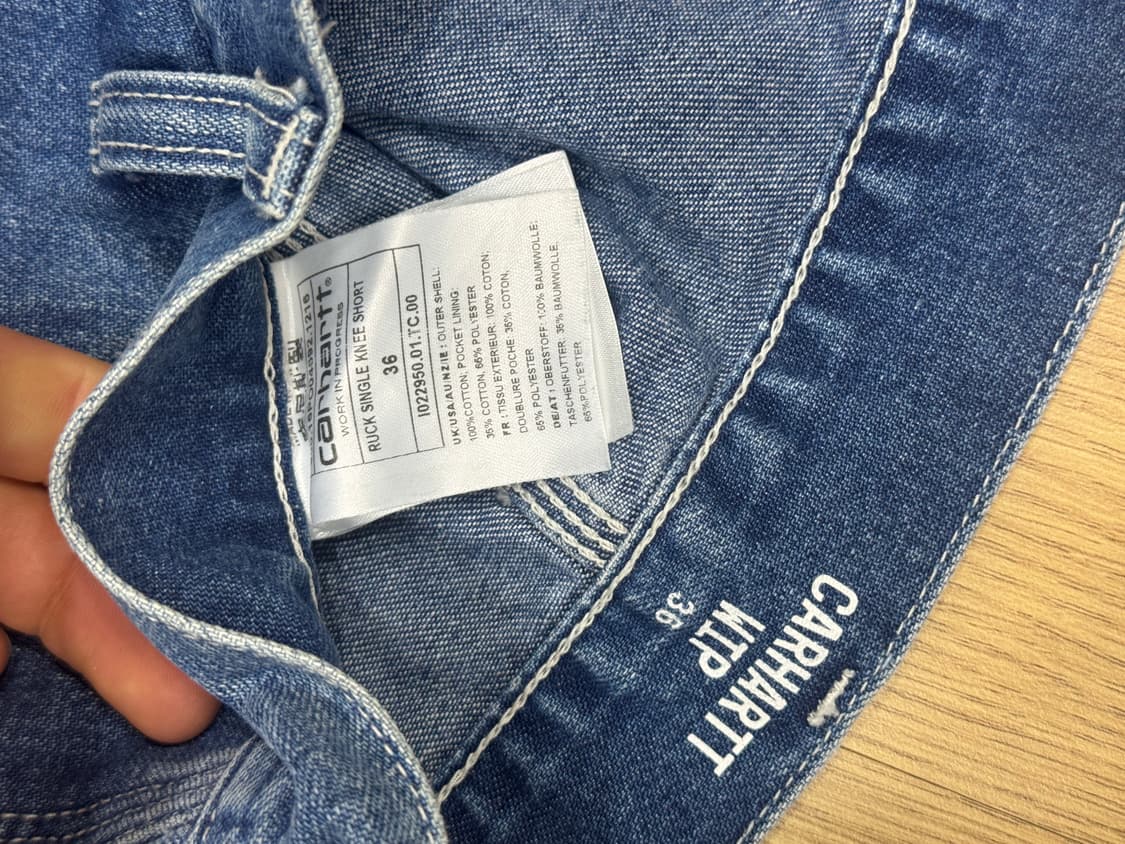 carhartt®
WORK IN PROGRESS
RUCK SINGLE KNEE SHORT
36
I022950.01.TC.00
UK/USA/AU/NZ/IE : OUTER SHELL:
100%COTTON; POCKET LINING:
35% COTTON, 65% POLYESTER
FR : TISSU EXTERIEUR: 100% COTON;
DOUBLURE POCHE: 35% COTON,
65% POLYESTER
DE/AT : OBERSTOFF: 100% BAUMWOLLE;
TASCHENFUTTER: 35% BAUMWOLLE,
65%POLYESTER
CARHARTT
WIP
36